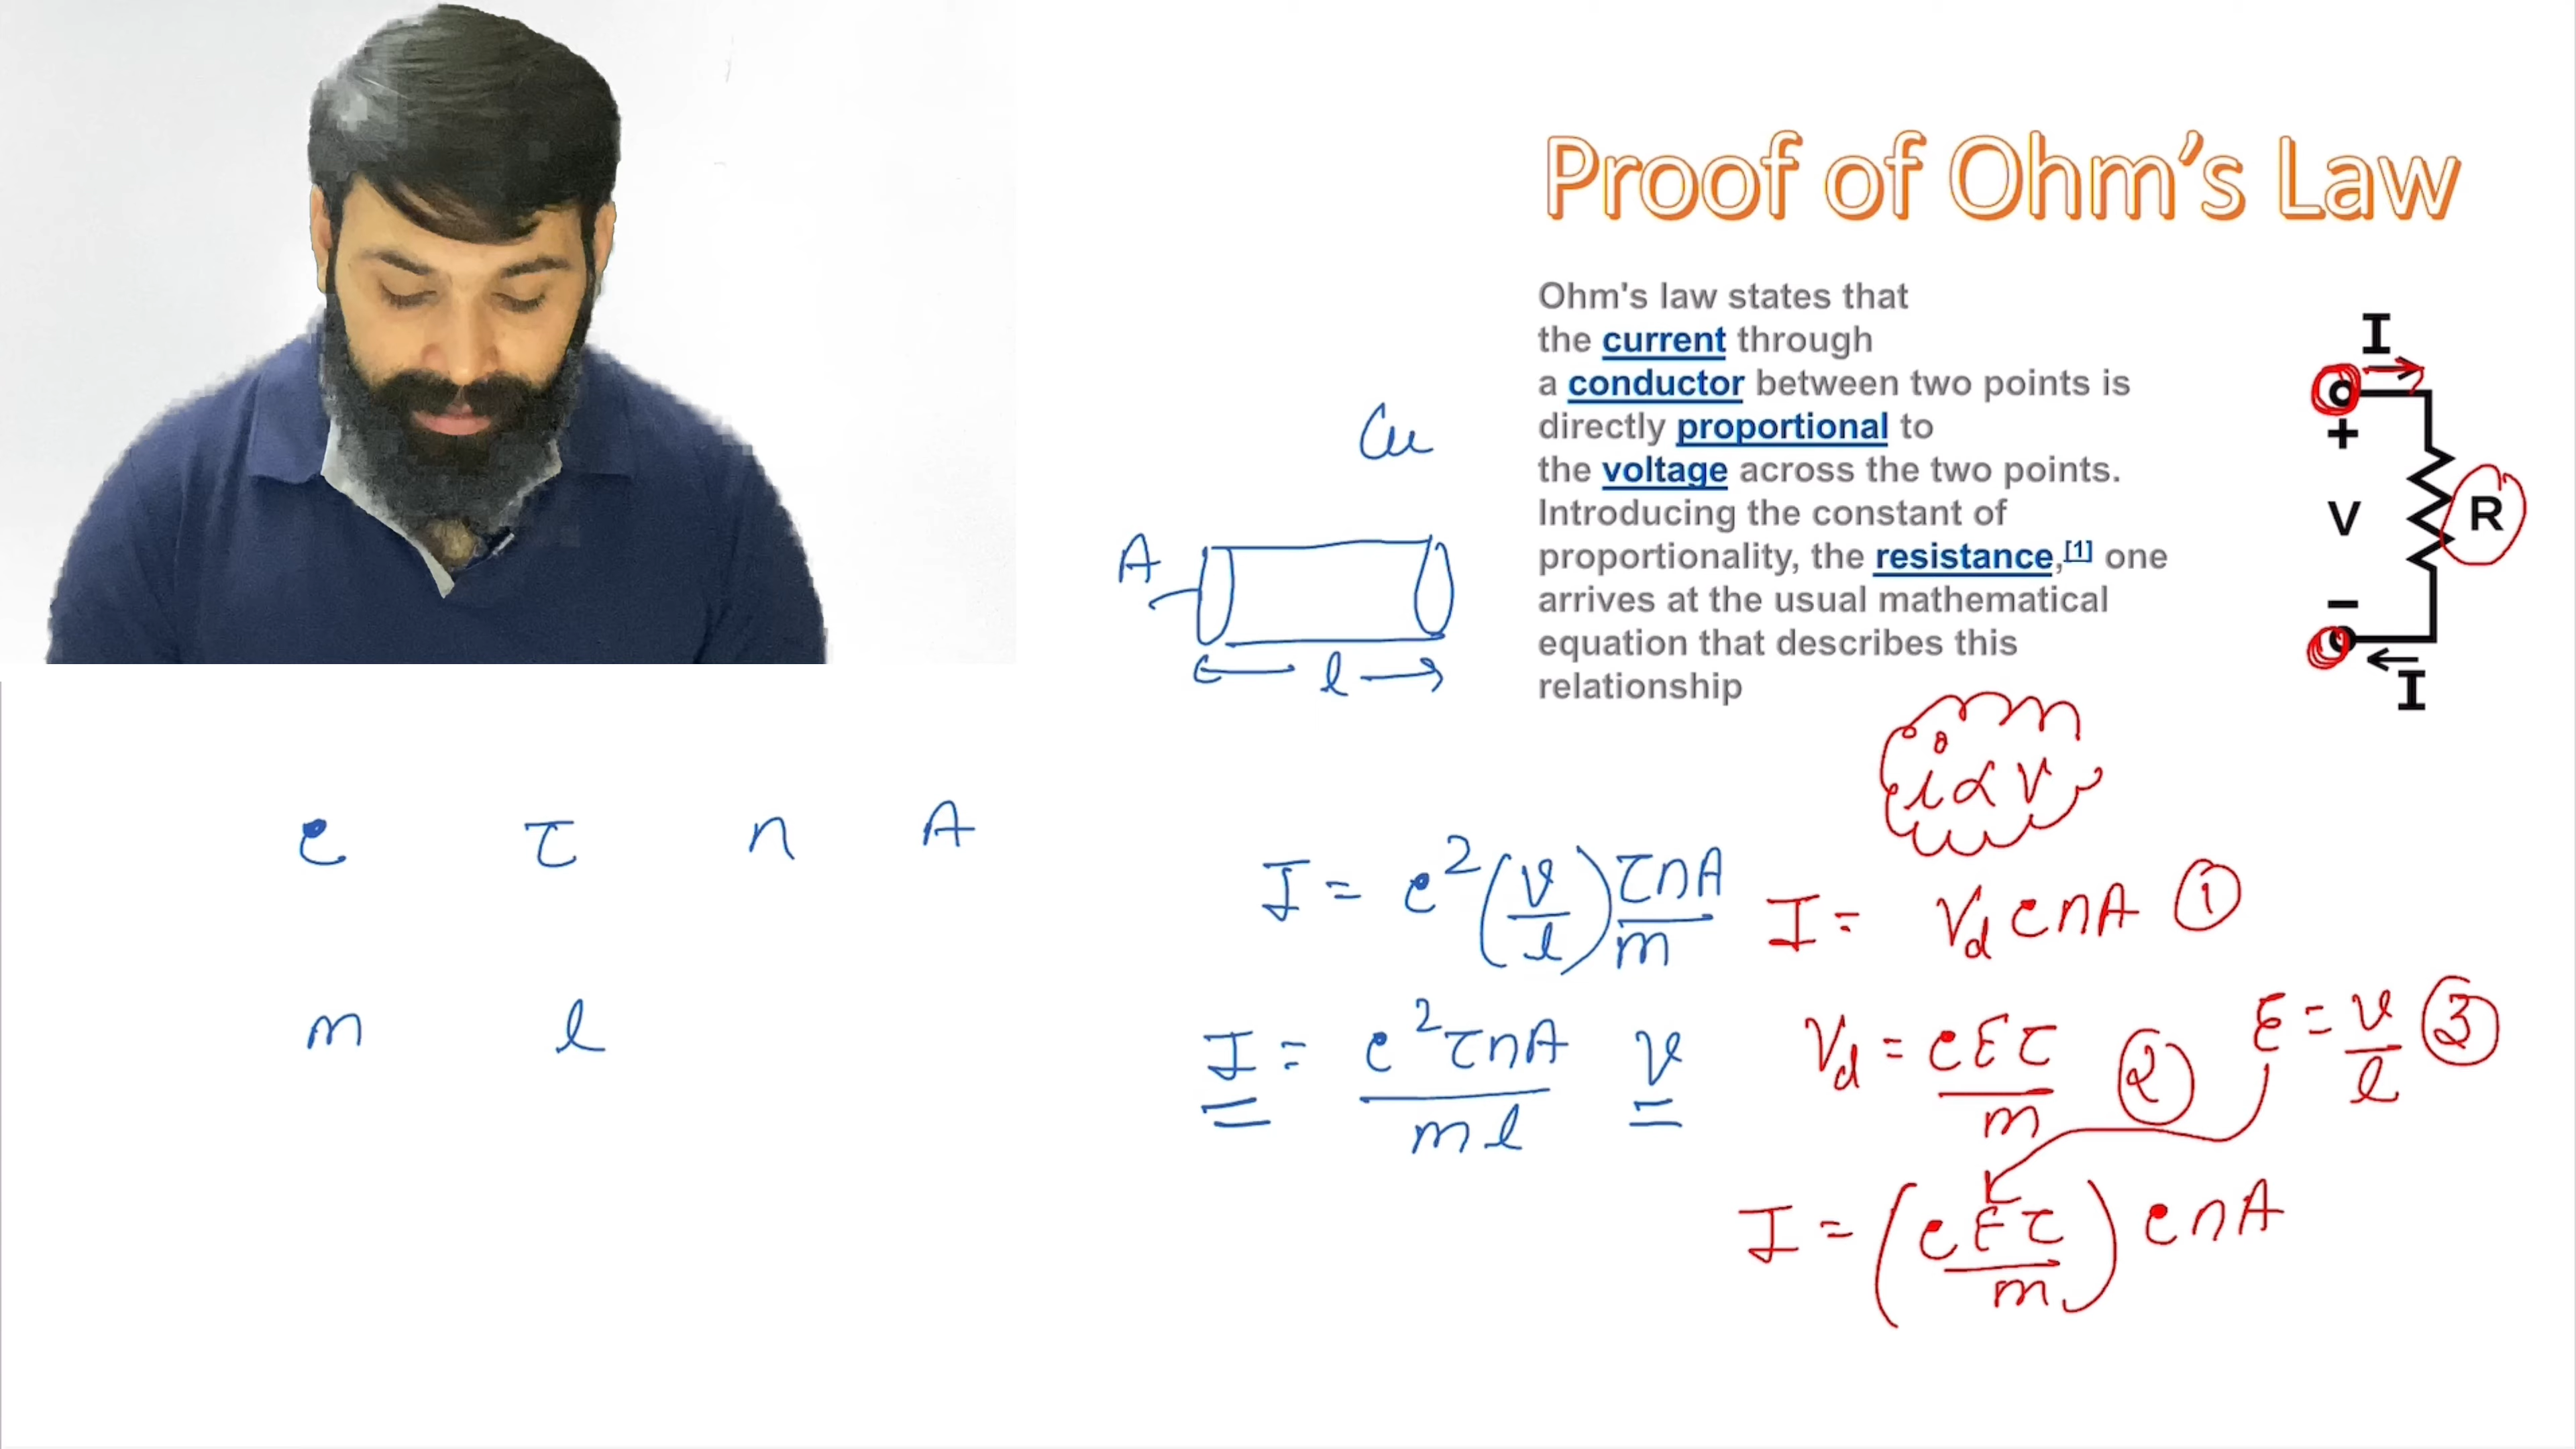 Proof of Ohm's Law
Ohm's law states that
the current through
a conductor between two points is
directly proportional to
the voltage across the two points.
Introducing the constant of
proportionality, the resistance,[1] one
arrives at the usual mathematical
equation that describes this
relationship
I
+
V
R
−
I
Cu
A
l
i α V
e τ n A
m l
I = e² (V/l) τnA/m
I = e²τnA/ml V
I = Vd enA ①
Vd = eEτ/m ②
E = V/l ③
I = (eEτ/m) enA